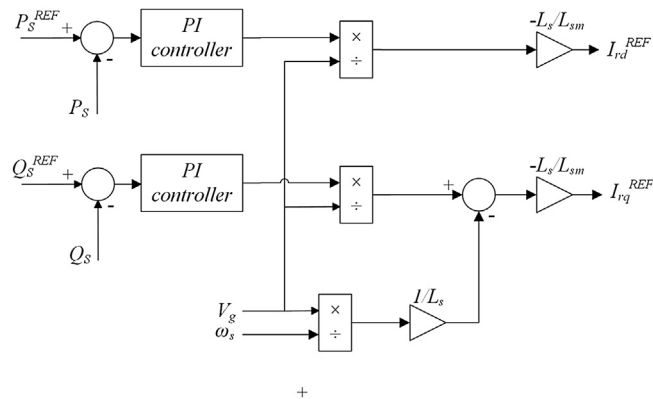 P_S^REF + PI controller × ÷ -L_s/L_sm I_rd^REF
-
P_S
Q_S^REF + PI controller × ÷ + -L_s/L_sm I_rq^REF
- -
Q_S
V_g × 1/L_s
ω_s ÷
+